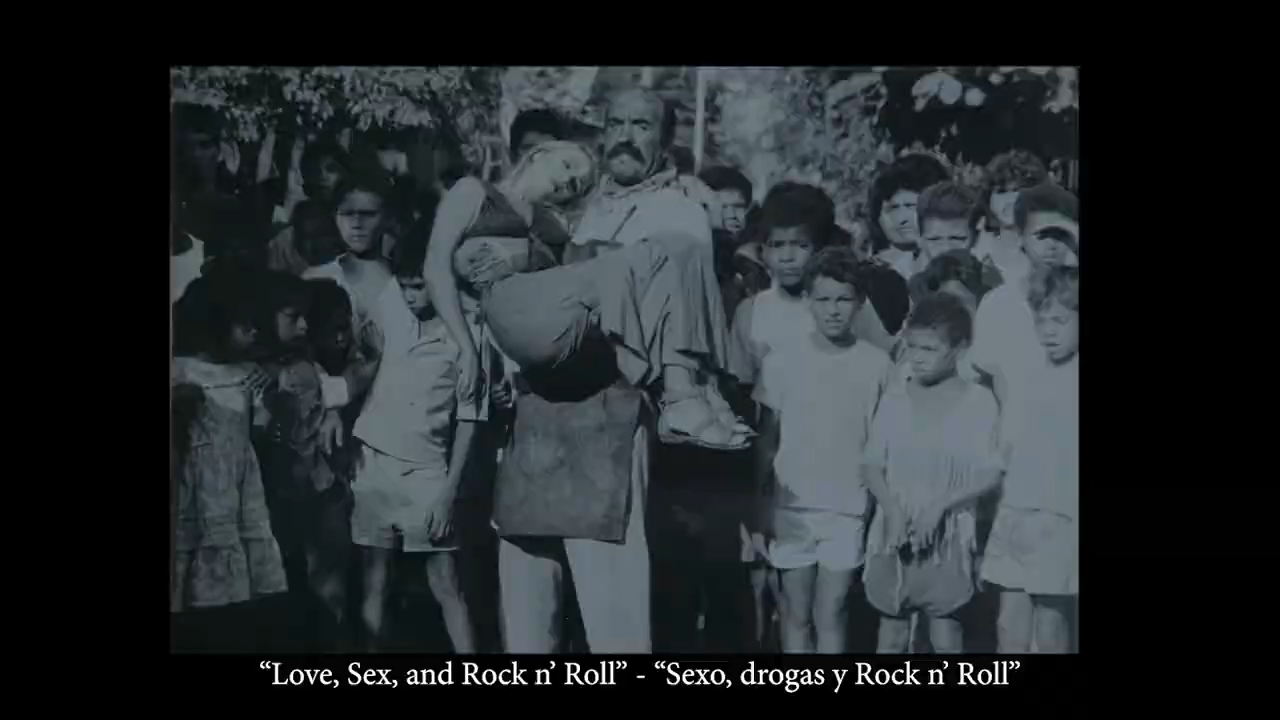 “Love, Sex, and Rock n’ Roll” - “Sexo, drogas y Rock n’ Roll”